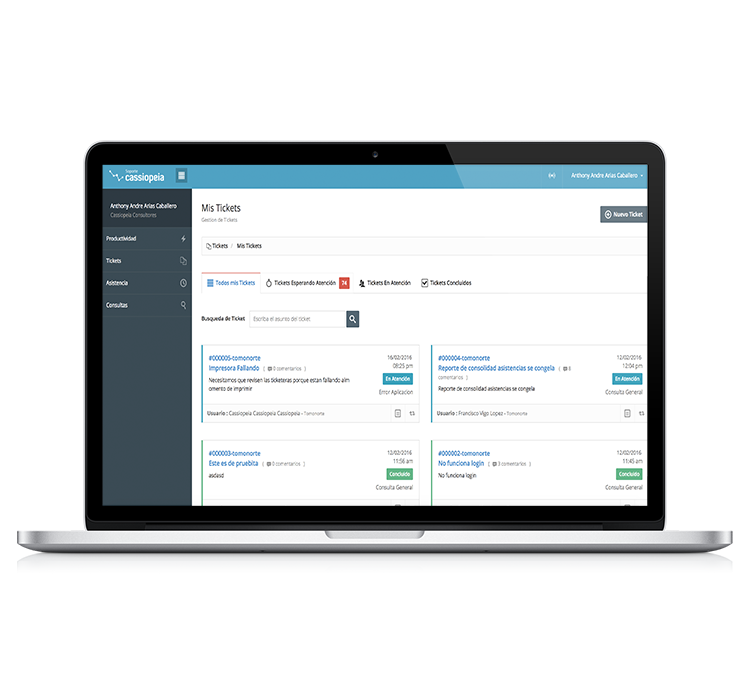 Soporte
cassiopeia
Anthony Andre Arias Caballero
Anthony Andre Arias Caballero
Cassiopeia Consultores
Productividad
Tickets
Asistencia
Consultas
Mis Tickets
Gestion de Tickets
Nuevo Ticket
Tickets / Mis Tickets
Todos mis Tickets Tickets Esperando Atención 74 Tickets En Atención Tickets Concluidos
Busqueda de Ticket Escriba el asunto del ticket
#000005-tomonorte 16/02/2016
Impresora Fallando ( 0 comentarios ) 08:25 pm
En Atención
Necesitamos que revisen las ticketeras porque estan fallando alm
omento de imprimir
Error Aplicacion
Usuario : Cassiopeia Cassiopeia Cassiopeia - Tomonorte
#000004-tomonorte 12/02/2016
Reporte de consolidad asistencias se congela ( 8 12:04 pm
comentarios )
En Atención
Reporte de consolidad asistencias se congela
Consulta General
Usuario : Francisco Vigo Lopez - Tomonorte
#000003-tomonorte 12/02/2016
Este es de pruebita ( 0 comentarios ) 11:56 am
asdasd Concluido
Consulta General
#000002-tomonorte 12/02/2016
No funciona login ( 3 comentarios ) 11:45 am
No funciona login Concluido
Consulta General